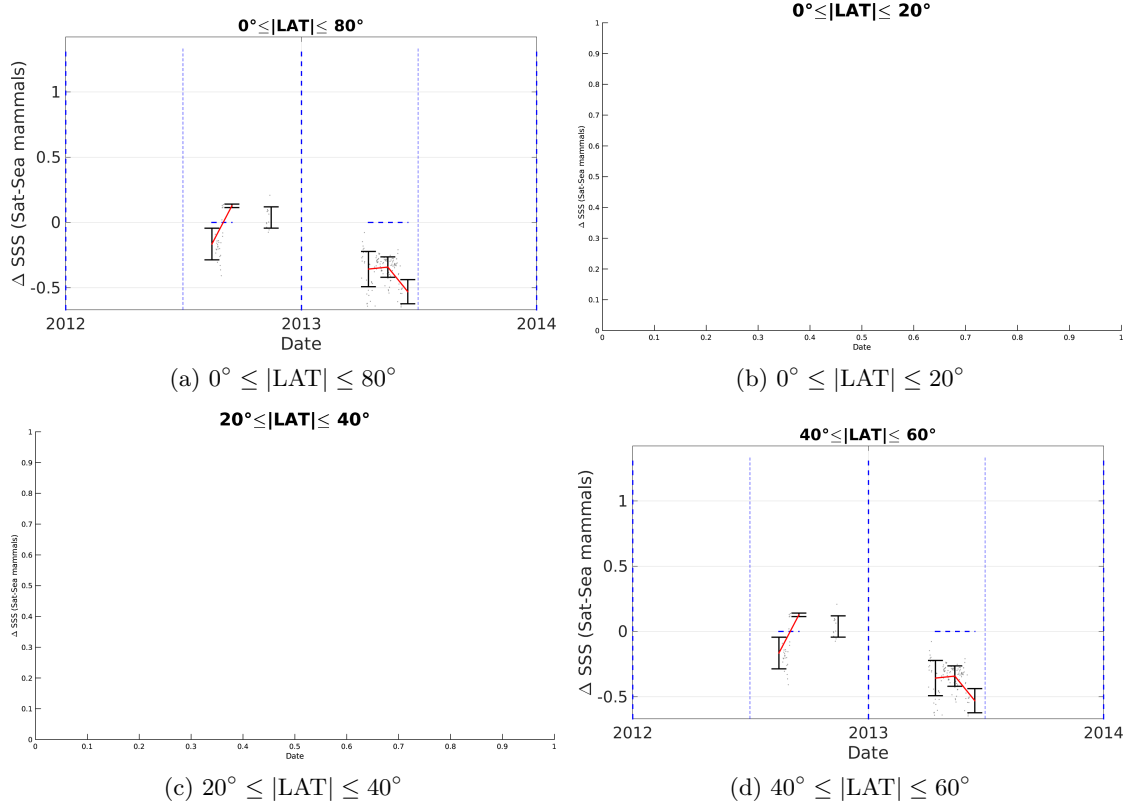 0°≤|LAT|≤ 80°
Δ SSS (Sat-Sea mammals)
1
0.5
0
-0.5
2012 2013 2014
Date
(a) 0° ≤ |LAT| ≤ 80°
0°≤|LAT|≤ 20°
Δ SSS (Sat-Sea mammals)
1
0.9
0.8
0.7
0.6
0.5
0.4
0.3
0.2
0.1
0
0 0.1 0.2 0.3 0.4 0.5 0.6 0.7 0.8 0.9 1
Date
(b) 0° ≤ |LAT| ≤ 20°
20°≤|LAT|≤ 40°
Δ SSS (Sat-Sea mammals)
1
0.9
0.8
0.7
0.6
0.5
0.4
0.3
0.2
0.1
0
0 0.1 0.2 0.3 0.4 0.5 0.6 0.7 0.8 0.9 1
Date
(c) 20° ≤ |LAT| ≤ 40°
40°≤|LAT|≤ 60°
Δ SSS (Sat-Sea mammals)
1
0.5
0
-0.5
2012 2013 2014
Date
(d) 40° ≤ |LAT| ≤ 60°